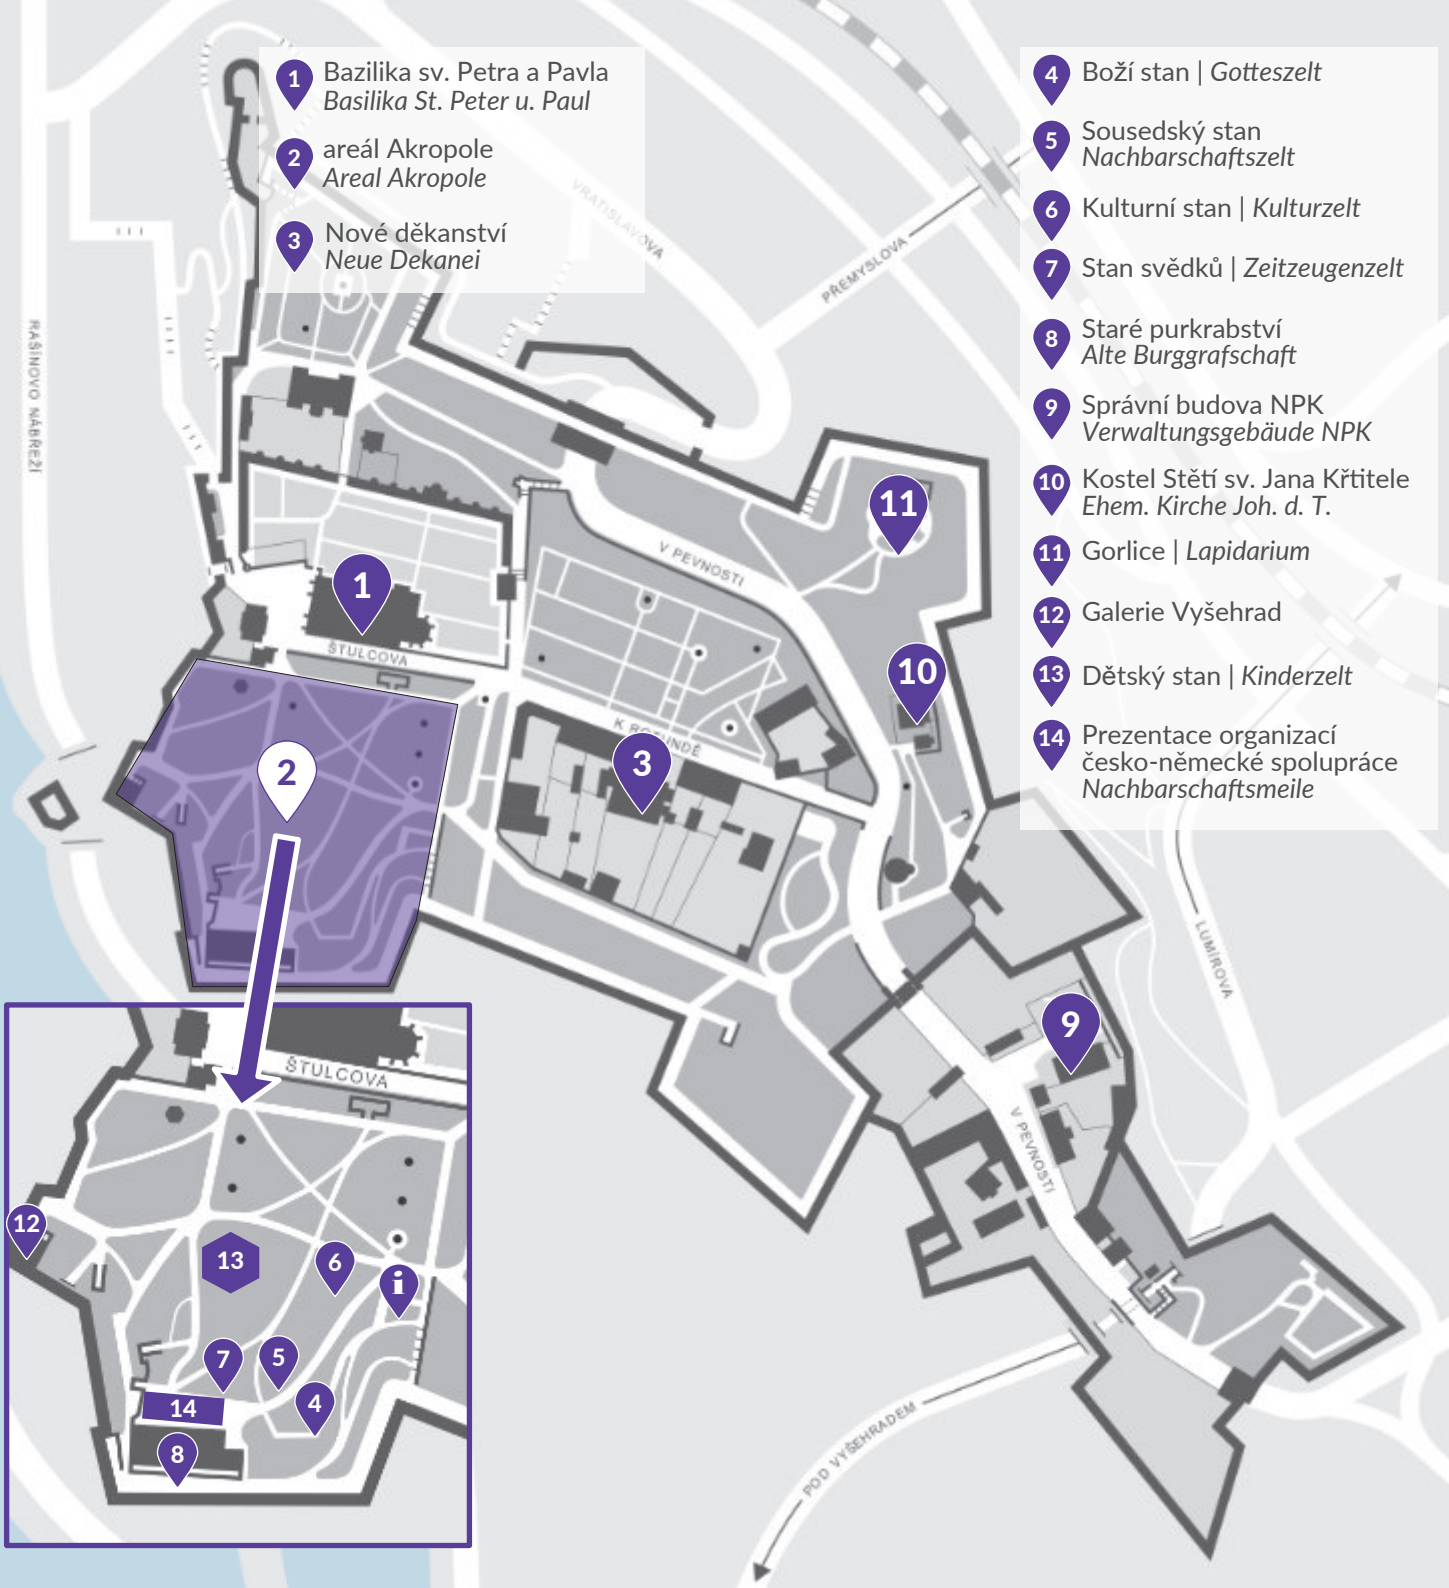 1 Bazilika sv. Petra a Pavla
Basilika St. Peter u. Paul
2 areál Akropole
Areal Akropole
3 Nové děkanství
Neue Dekanei
4 Boží stan | Gotteszelt
5 Sousedský stan
Nachbarschaftszelt
6 Kulturní stan | Kulturzelt
7 Stan svědků | Zeitzeugenzelt
8 Staré purkrabství
Alte Burggrafschaft
9 Správní budova NPK
Verwaltungsgebäude NPK
10 Kostel Stětí sv. Jana Křtitele
Ehem. Kirche Joh. d. T.
11 Gorlice | Lapidarium
12 Galerie Vyšehrad
13 Dětský stan | Kinderzelt
14 Prezentace organizací
česko-německé spolupráce
Nachbarschaftsmeile
VRATISLAVOVA
PŘEMYSLOVA
RAŠÍNOVO NÁBŘEŽÍ
11
V PEVNOSTI
1
ŠTULCOVA
10
K ROTUNDĚ
3
2
LUMÍROVA
9
V PEVNOSTI
ŠTULCOVA
12
13
6
i
7
5
4
14
8
POD VYŠEHRADEM